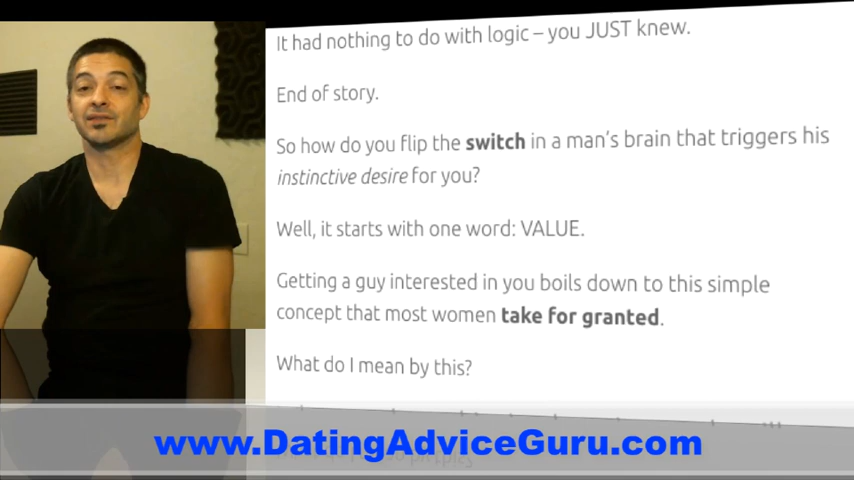 It had nothing to do with logic – you JUST knew.
End of story.
So how do you flip the switch in a man's brain that triggers his
instinctive desire for you?
Well, it starts with one word: VALUE.
Getting a guy interested in you boils down to this simple
concept that most women take for granted.
What do I mean by this?
www.DatingAdviceGuru.com